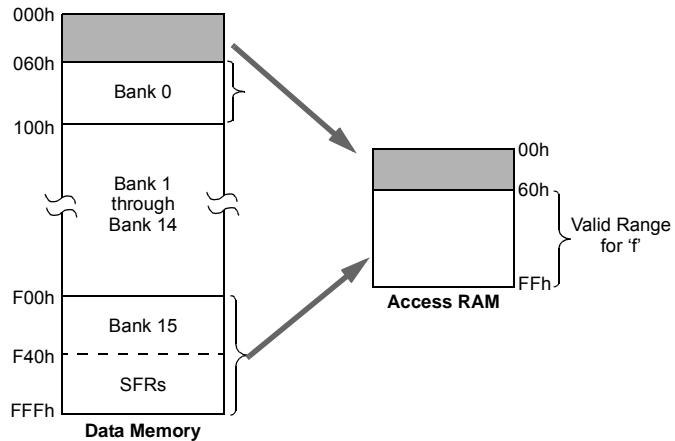 000h
060h
Bank 0
100h
Bank 1
through
Bank 14
F00h
Bank 15
F40h
SFRs
FFFh
Data Memory
00h
60h
Valid Range
for ‘f’
FFh
Access RAM